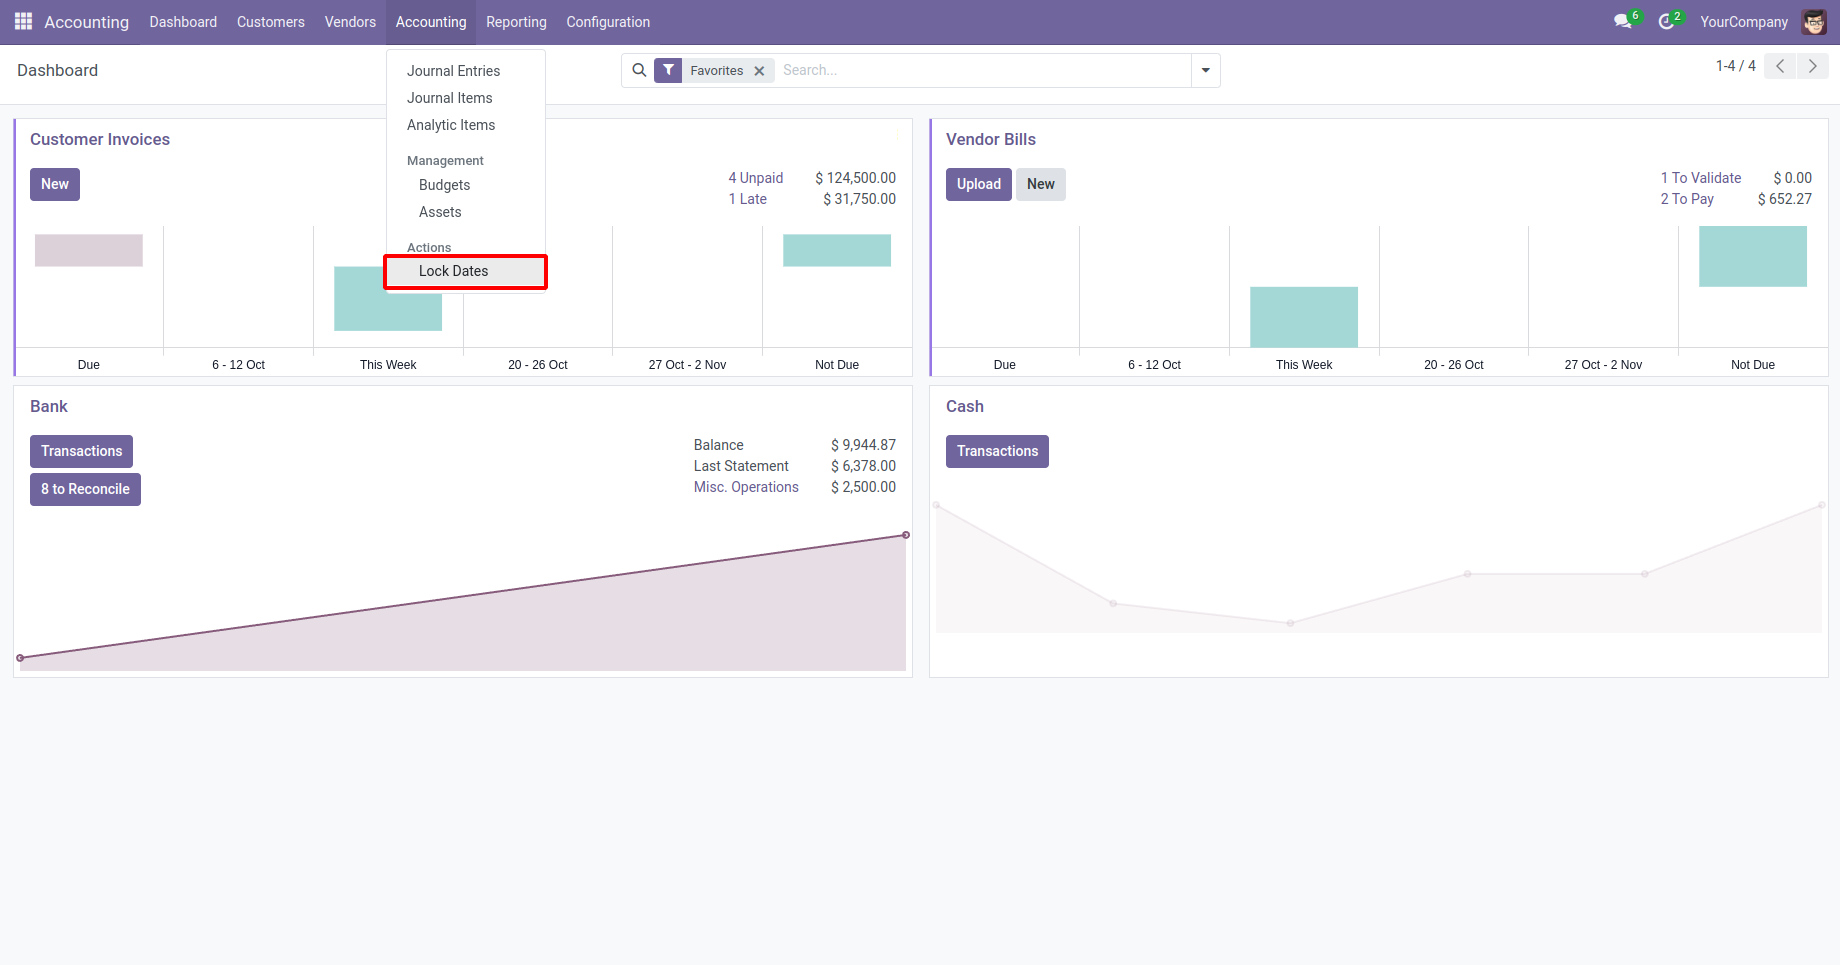 Accounting Dashboard Customers Vendors Accounting Reporting Configuration 6 2 YourCompany
Dashboard
Favorites Search...
1-4 / 4
Journal Entries
Journal Items
Analytic Items
Management
Budgets
Assets
Actions
Lock Dates
Customer Invoices
New
4 Unpaid $ 124,500.00
1 Late $ 31,750.00
Due 6 - 12 Oct This Week 20 - 26 Oct 27 Oct - 2 Nov Not Due
Vendor Bills
Upload New
1 To Validate $ 0.00
2 To Pay $ 652.27
Due 6 - 12 Oct This Week 20 - 26 Oct 27 Oct - 2 Nov Not Due
Bank
Transactions
8 to Reconcile
Balance $ 9,944.87
Last Statement $ 6,378.00
Misc. Operations $ 2,500.00
Cash
Transactions